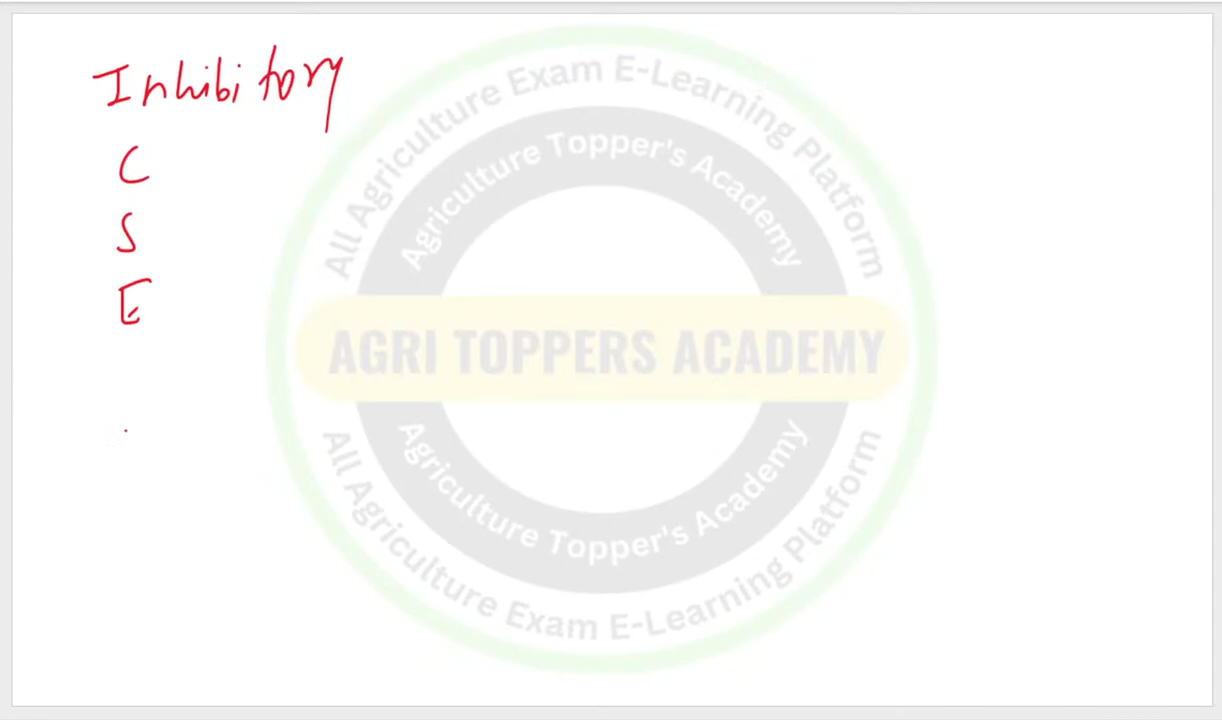 Inhibitory
C
S
E
All Agriculture Exam E-Learning Platform
Agriculture Topper's Academy
AGRI TOPPERS ACADEMY
Agriculture Topper's Academy
All Agriculture Exam E-Learning Platform